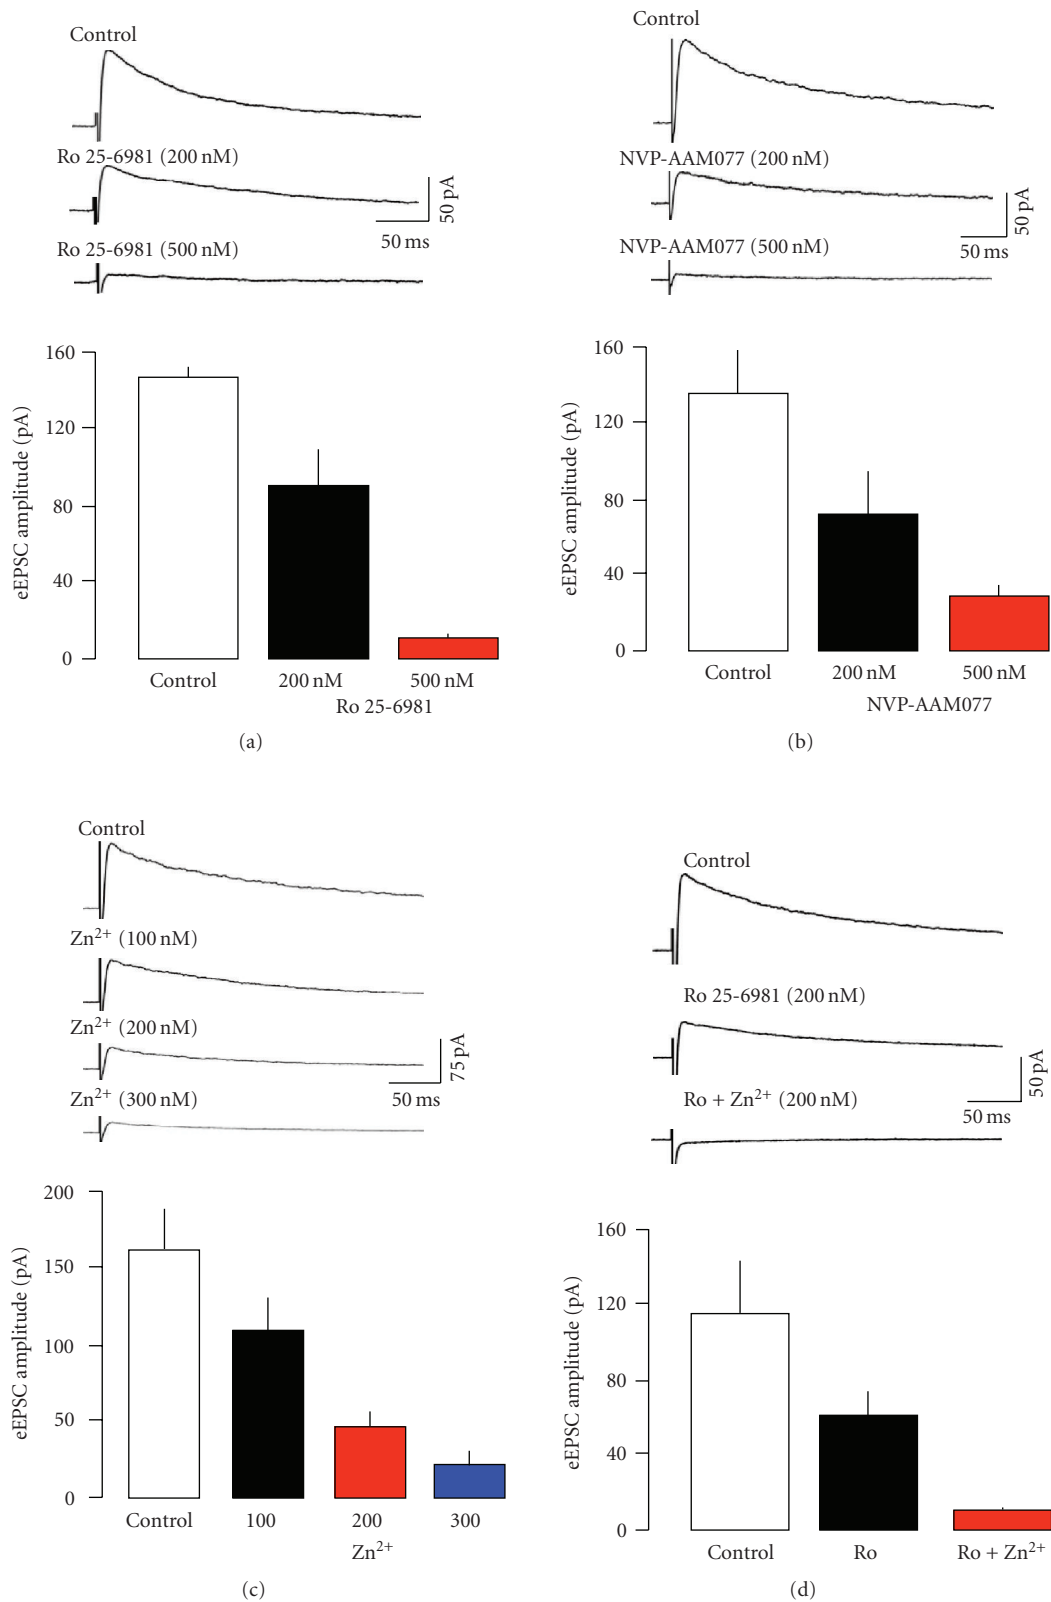 Control
Ro 25-6981 (200 nM)
50 pA
50 ms
Ro 25-6981 (500 nM)
160
120
80
40
0
eEPSC amplitude (pA)
Control
200 nM
500 nM
Ro 25-6981
(a)
Control
NVP-AAM077 (200 nM)
50 pA
50 ms
NVP-AAM077 (500 nM)
160
120
80
40
0
eEPSC amplitude (pA)
Control
200 nM
500 nM
NVP-AAM077
(b)
Control
Zn²⁺ (100 nM)
Zn²⁺ (200 nM)
75 pA
50 ms
Zn²⁺ (300 nM)
200
150
100
50
0
eEPSC amplitude (pA)
Control
100
200
300
Zn²⁺
(c)
Control
Ro 25-6981 (200 nM)
50 pA
50 ms
Ro + Zn²⁺ (200 nM)
160
120
80
40
0
eEPSC amplitude (pA)
Control
Ro
Ro + Zn²⁺
(d)